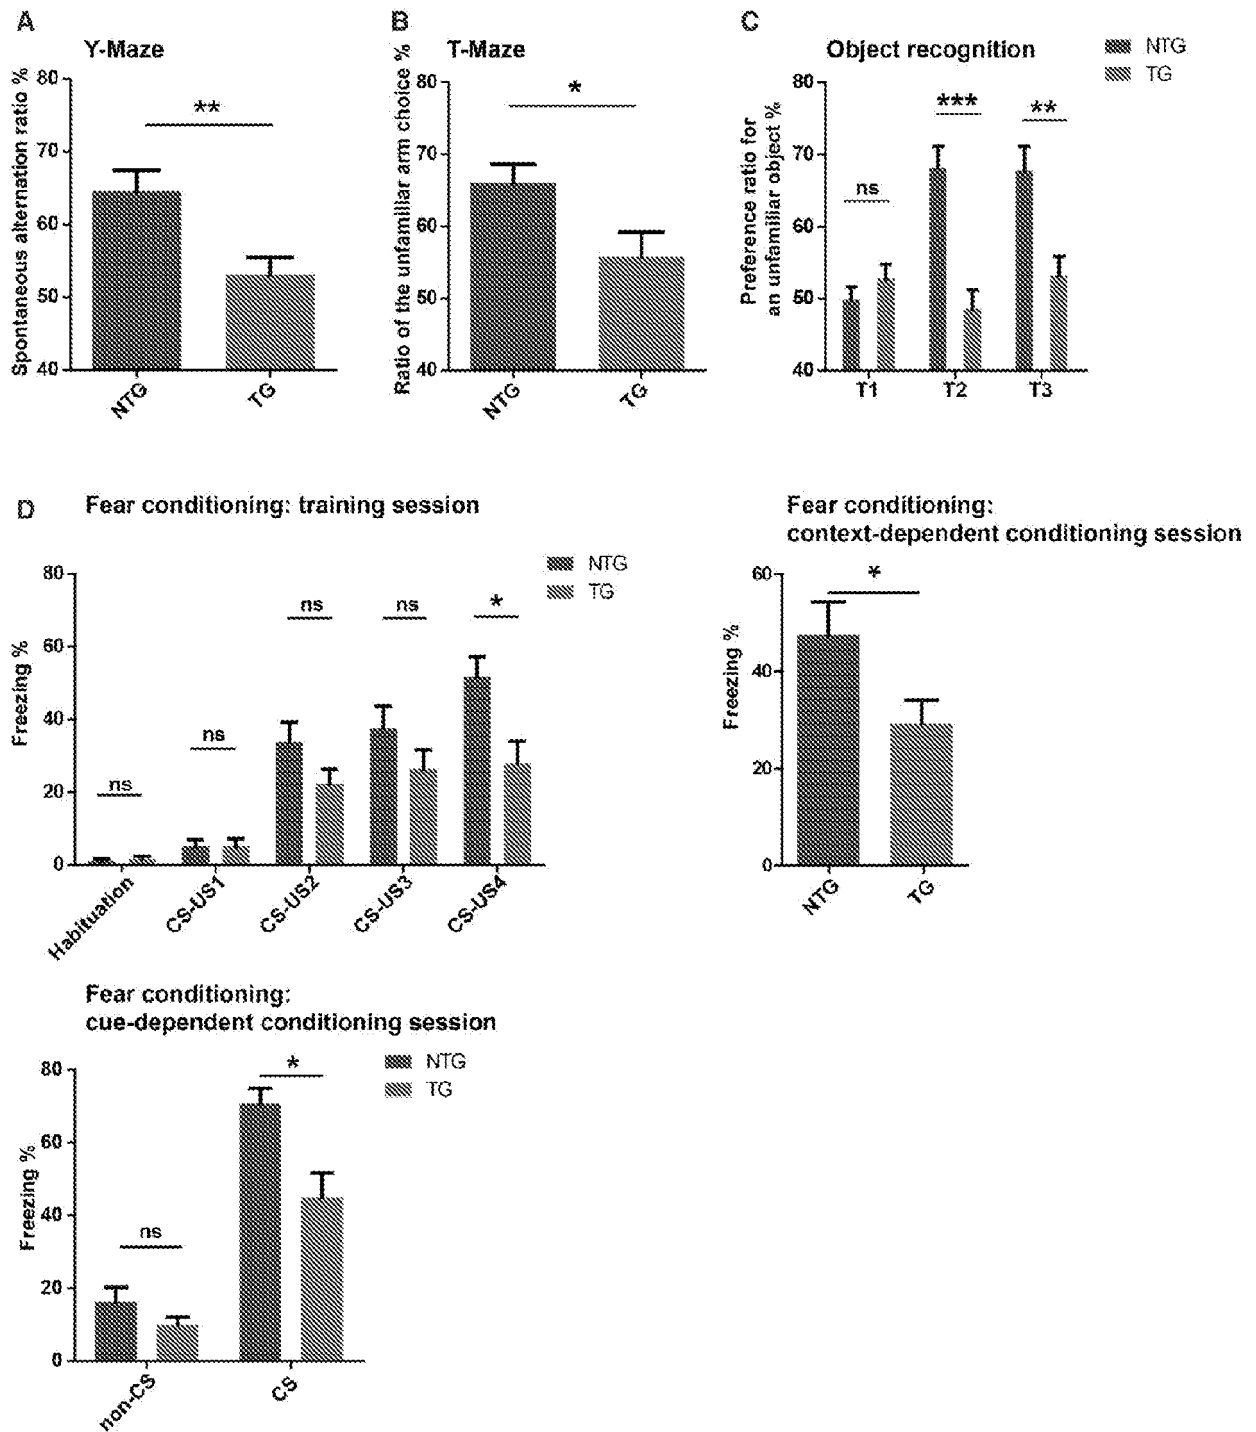 A
Y-Maze
Spontaneous alternation ratio %
80
70
60
50
40
**
NTG
TG
B
T-Maze
Ratio of the unfamiliar arm choice %
80
70
60
50
40
*
NTG
TG
C
Object recognition
NTG
TG
Preference ratio for
an unfamiliar object %
80
70
60
50
40
ns
***
**
T1
T2
T3
D
Fear conditioning: training session
NTG
TG
Freezing %
80
60
40
20
0
ns
ns
ns
ns
*
Habituation
CS-US1
CS-US2
CS-US3
CS-US4
Fear conditioning:
context-dependent conditioning session
Freezing %
60
40
20
0
*
NTG
TG
Fear conditioning:
cue-dependent conditioning session
NTG
TG
Freezing %
80
60
40
20
0
ns
*
non-CS
CS